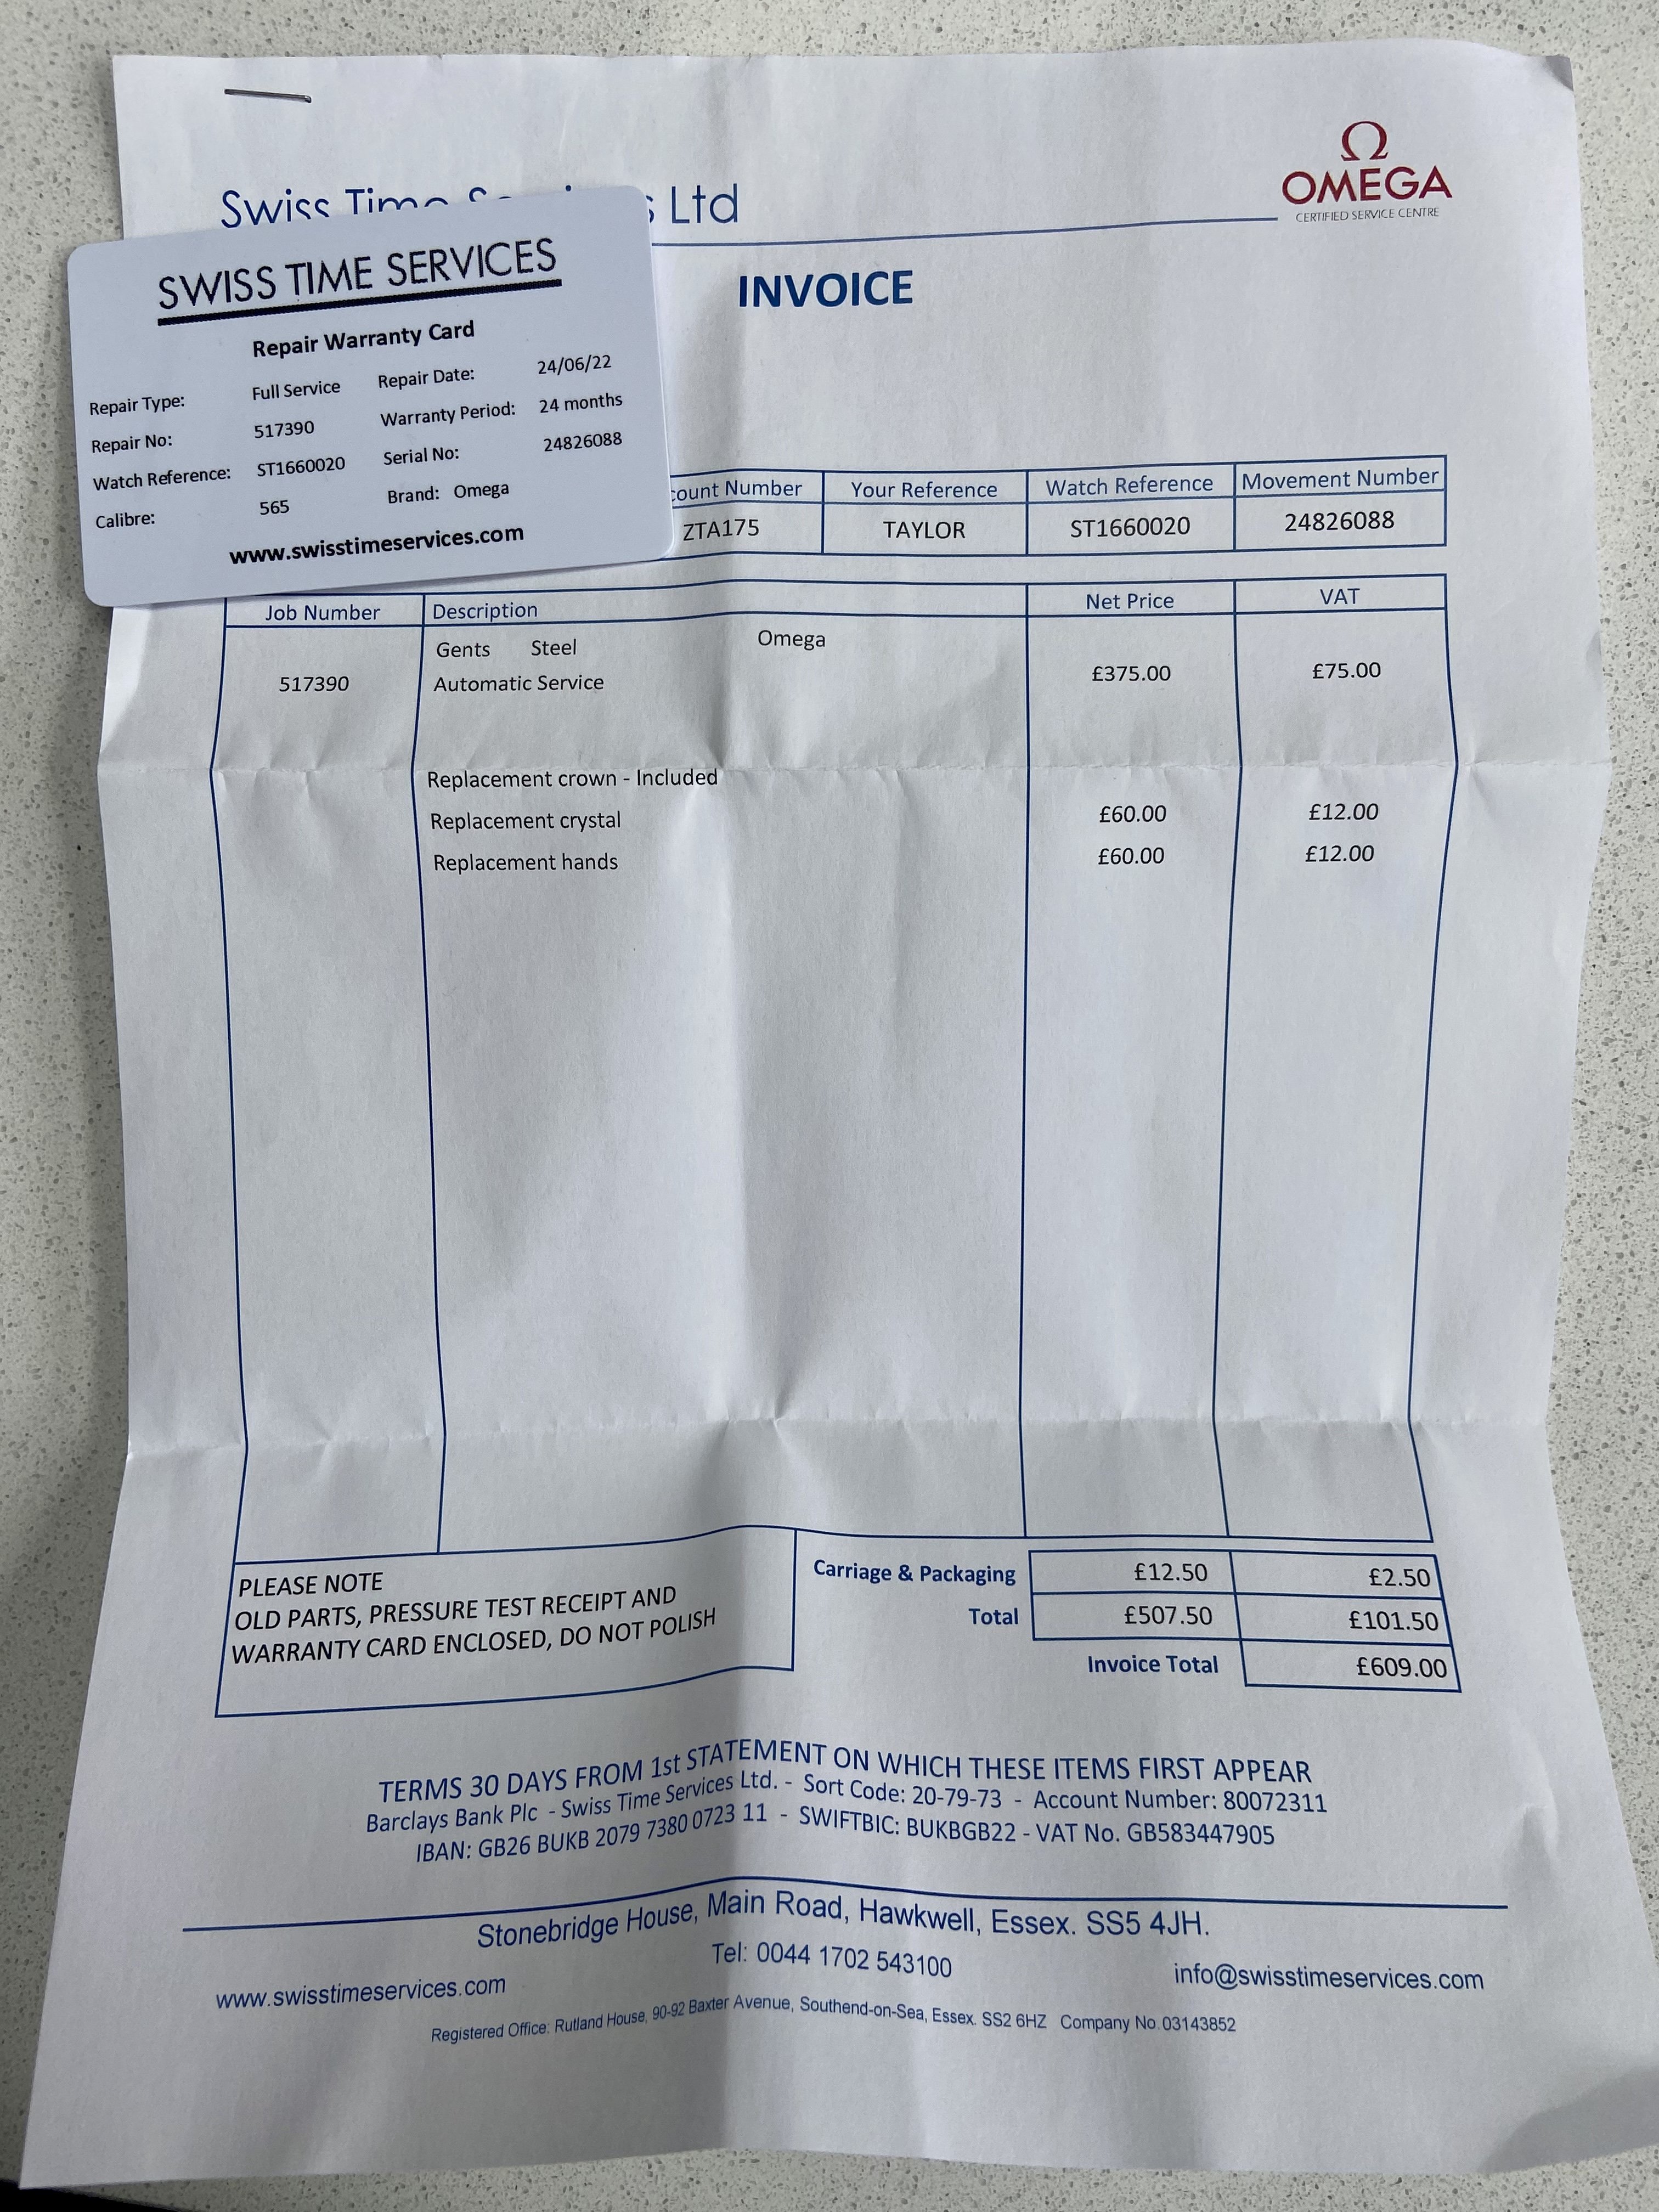 Swiss Ltd
Ω
OMEGA
CERTIFIED SERVICE CENTRE
INVOICE
SWISS TIME SERVICES
Repair Warranty Card
Repair Type: Full Service Repair Date: 24/06/22
Repair No: 517390 Warranty Period: 24 months
Watch Reference: ST1660020 Serial No: 24826088
Calibre: 565 Brand: Omega
www.swisstimeservices.com
Number Your Reference Watch Reference Movement Number
ZTA175 TAYLOR ST1660020 24826088
Job Number Description Net Price VAT
Gents Steel Omega
517390 Automatic Service £375.00 £75.00
Replacement crown - Included
Replacement crystal £60.00 £12.00
Replacement hands £60.00 £12.00
PLEASE NOTE
OLD PARTS, PRESSURE TEST RECEIPT AND
WARRANTY CARD ENCLOSED, DO NOT POLISH
Carriage & Packaging £12.50 £2.50
Total £507.50 £101.50
Invoice Total £609.00
TERMS 30 DAYS FROM 1st STATEMENT ON WHICH THESE ITEMS FIRST APPEAR
Barclays Bank Plc - Swiss Time Services Ltd. - Sort Code: 20-79-73 - Account Number: 80072311
IBAN: GB26 BUKB 2079 7380 0723 11 - SWIFTBIC: BUKBGB22 - VAT No. GB583447905
Stonebridge House, Main Road, Hawkwell, Essex. SS5 4JH.
Tel: 0044 1702 543100
www.swisstimeservices.com info@swisstimeservices.com
Registered Office: Rutland House, 90-92 Baxter Avenue, Southend-on-Sea, Essex. SS2 6HZ Company No.03143852